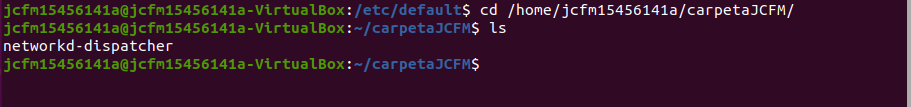 jcfm15456141a@jcfm15456141a-VirtualBox:/etc/default$ cd /home/jcfm15456141a/carpetaJCFM/
jcfm15456141a@jcfm15456141a-VirtualBox:~/carpetaJCFM$ ls
networkd-dispatcher
jcfm15456141a@jcfm15456141a-VirtualBox:~/carpetaJCFM$